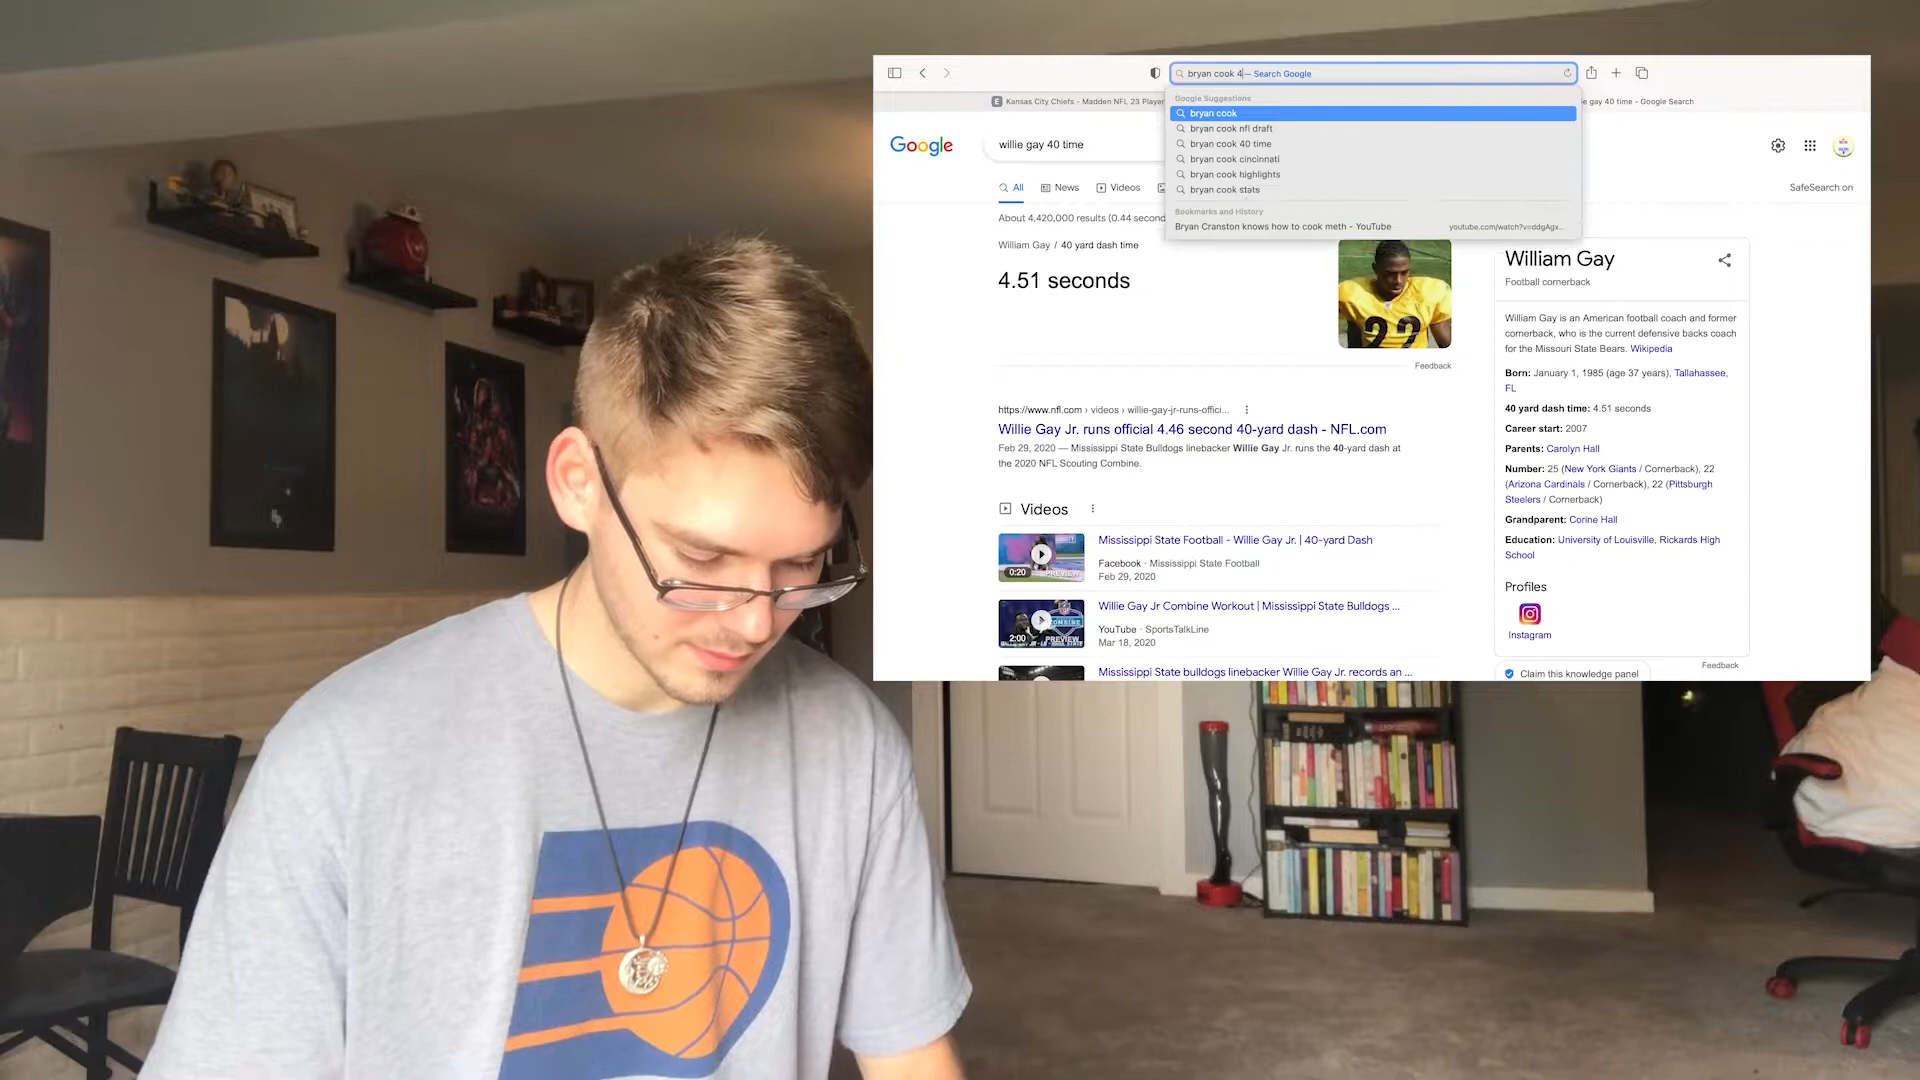 bryan cook 4 — Search Google
Kansas City Chiefs - Madden NFL 23 Player
e gay 40 time - Google Search
Google Suggestions
bryan cook
bryan cook nfl draft
bryan cook 40 time
bryan cook cincinnati
bryan cook highlights
bryan cook stats
Bookmarks and History
Bryan Cranston knows how to cook meth - YouTube
youtube.com/watch?v=ddgAgx...
Google
willie gay 40 time
All
News
Videos
SafeSearch on
About 4,420,000 results (0.44 second
William Gay / 40 yard dash time
4.51 seconds
Feedback
https://www.nfl.com › videos › willie-gay-jr-runs-offici...
Willie Gay Jr. runs official 4.46 second 40-yard dash - NFL.com
Feb 29, 2020 — Mississippi State Bulldogs linebacker Willie Gay Jr. runs the 40-yard dash at
the 2020 NFL Scouting Combine.
Videos
Mississippi State Football - Willie Gay Jr. | 40-yard Dash
Facebook · Mississippi State Football
Feb 29, 2020
0:20
PREVIEW
Willie Gay Jr Combine Workout | Mississippi State Bulldogs ...
YouTube · SportsTalkLine
Mar 18, 2020
COMBINE
2:00
PREVIEW
Mississippi State bulldogs linebacker Willie Gay Jr. records an ...
22
William Gay
Football cornerback
William Gay is an American football coach and former
cornerback, who is the current defensive backs coach
for the Missouri State Bears. Wikipedia
Born: January 1, 1985 (age 37 years), Tallahassee,
FL
40 yard dash time: 4.51 seconds
Career start: 2007
Parents: Carolyn Hall
Number: 25 (New York Giants / Cornerback), 22
(Arizona Cardinals / Cornerback), 22 (Pittsburgh
Steelers / Cornerback)
Grandparent: Corine Hall
Education: University of Louisville, Rickards High
School
Profiles
Instagram
Feedback
Claim this knowledge panel